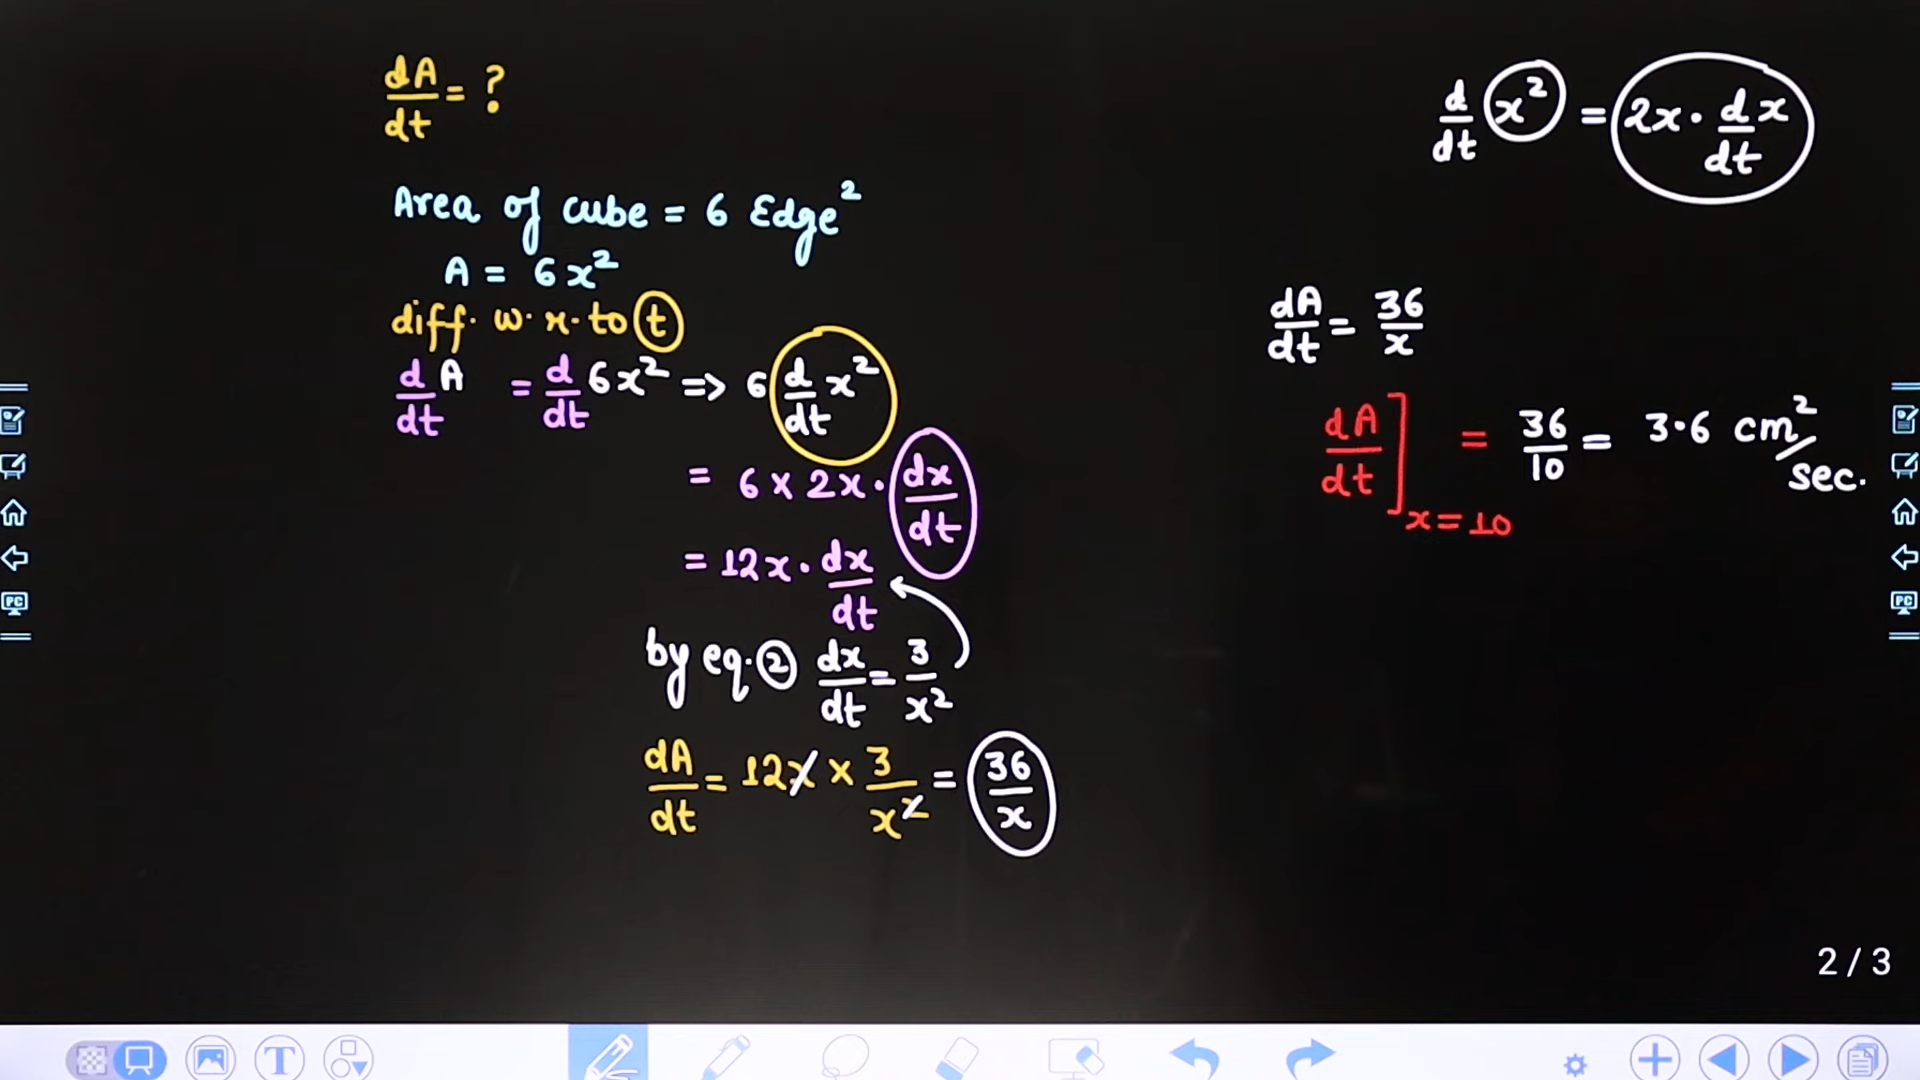 dA/dt = ?
Area of cube = 6 Edge²
A = 6x²
diff. w.r.to t
d/dt A = d/dt 6x² => 6 d/dt x²
= 6 × 2x · dx/dt
= 12x · dx/dt
by eq. ② dx/dt = 3/x²
dA/dt = 12x × 3/x² = 36/x
d/dt x² = 2x · d/dt x
dA/dt = 36/x
dA/dt]x=10 = 36/10 = 3.6 cm²/sec.
2/3
PC
PC
T